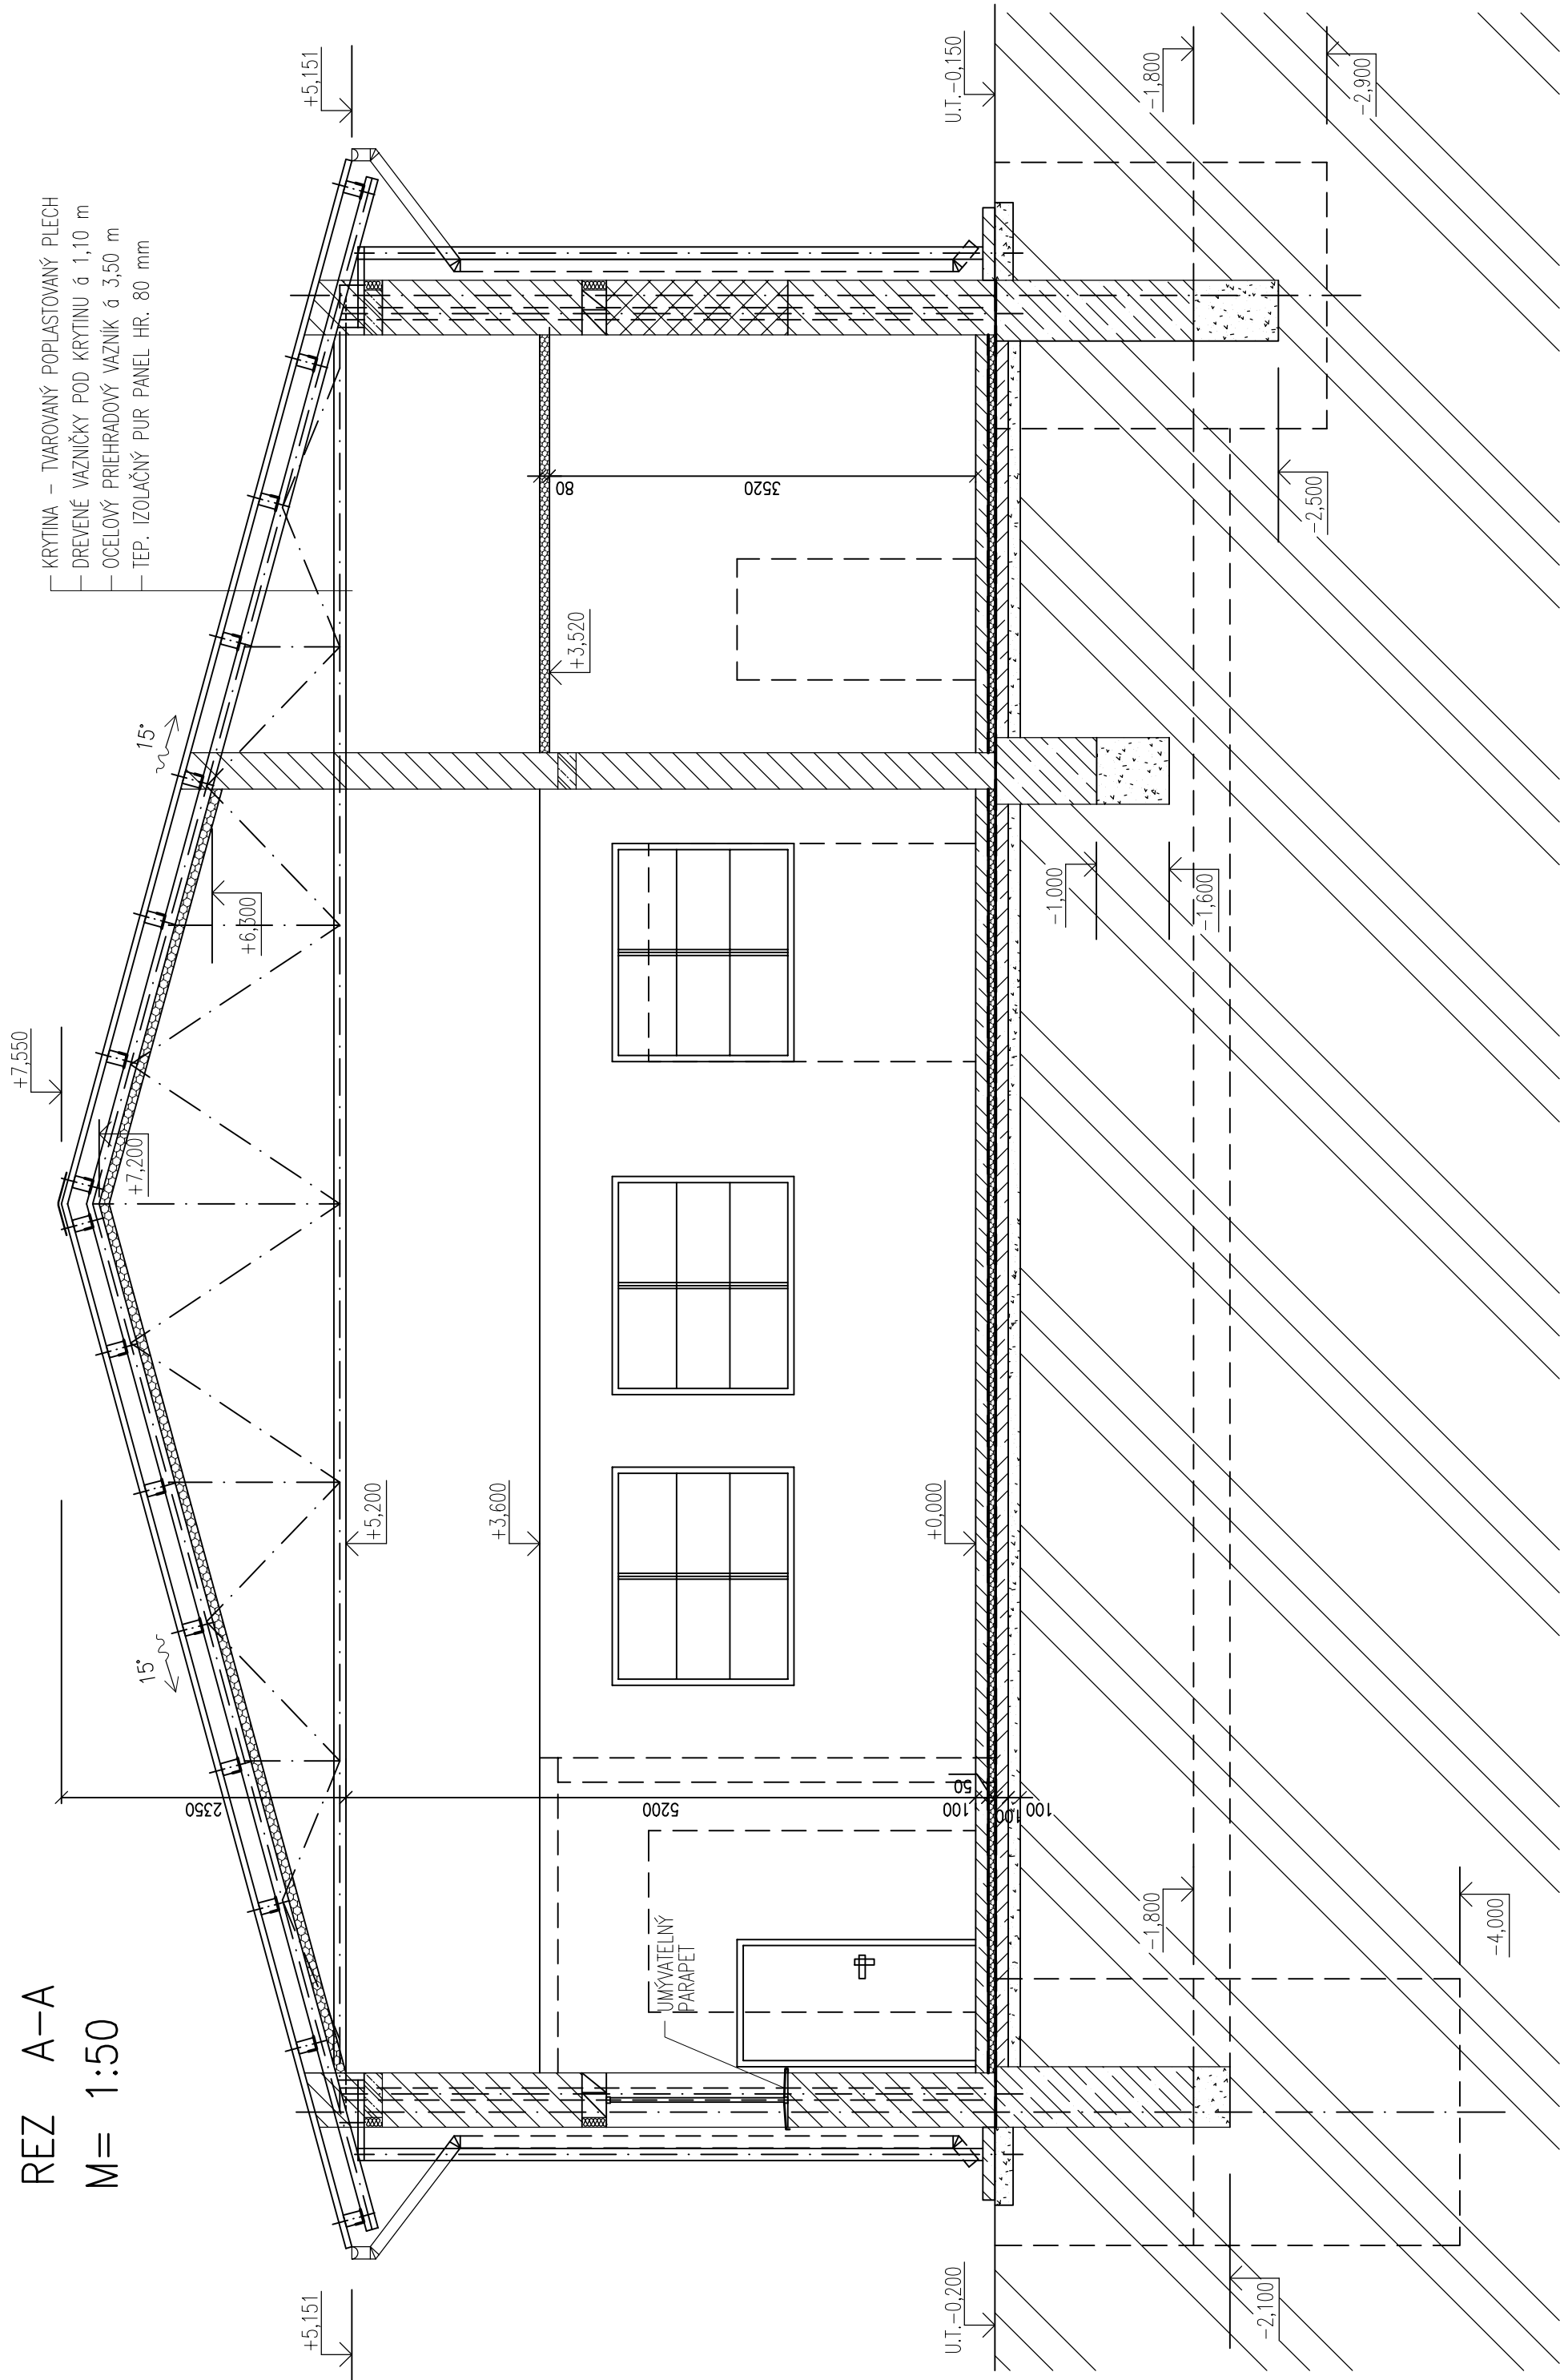 REZ A-A
M= 1:50
KRYTINA - TVAROVANÝ POPLASTOVANÝ PLECH
DREVENÉ VAZNIČKY POD KRYTINU á 1,10 m
OCELOVÝ PRIEHRADOVÝ VAZNÍK á 3,50 m
TEP. IZOLAČNÝ PUR PANEL HR. 80 mm
+7,550
+7,200
15°
15°
+6,300
+5,151
+5,151
2350
+5,200
+3,600
+3,520
80
3520
5200
UMÝVATELNÝ
PARAPET
+0,000
50
100
100
100
U.T.-0,200
U.T.-0,150
-1,000
-1,600
-1,800
-1,800
-2,100
-2,500
-2,900
-4,000